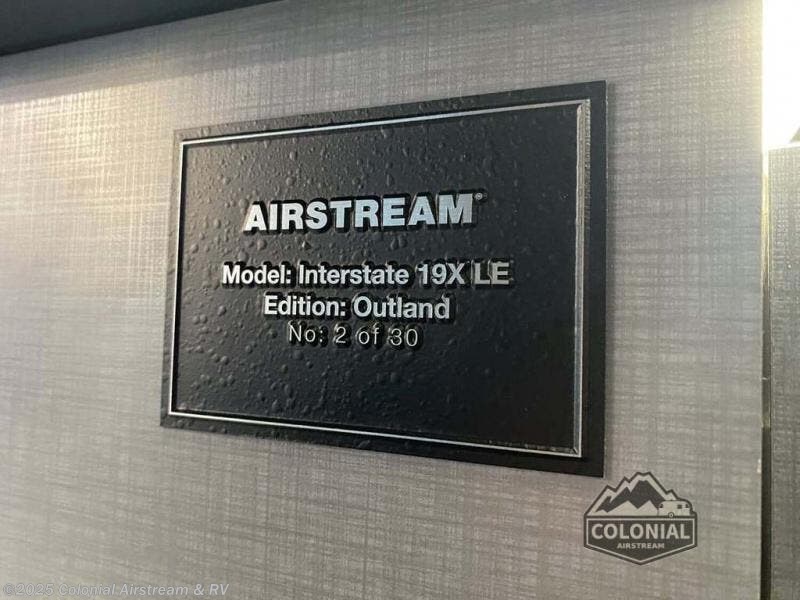 AIRSTREAM®
Model: Interstate 19X LE
Edition: Outland
No: 2 of 30
COLONIAL
AIRSTREAM
©2025 Colonial Airstream & RV